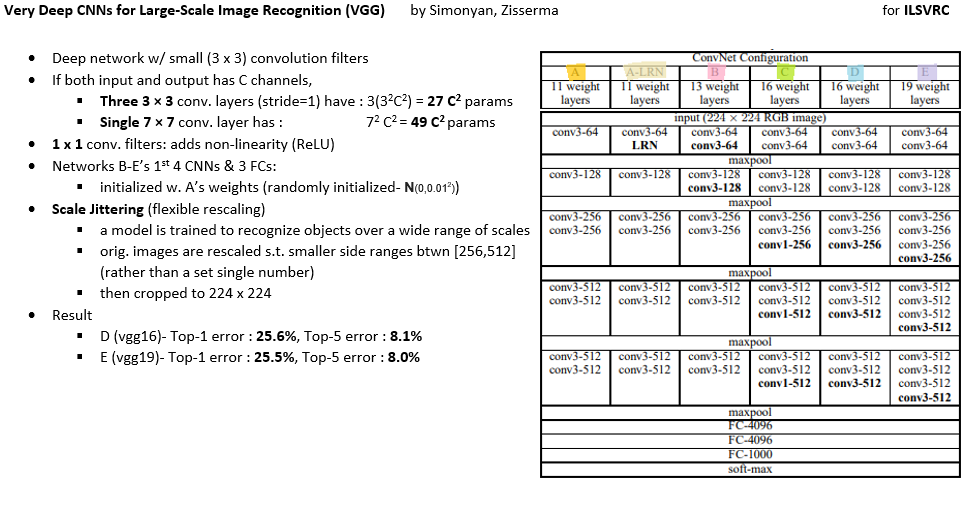 Very Deep CNNs for Large-Scale Image Recognition (VGG) by Simonyan, Zisserma for ILSVRC
• Deep network w/ small (3 x 3) convolution filters
• If both input and output has C channels,
▪ Three 3 × 3 conv. layers (stride=1) have : 3(3²C²) = 27 C² params
▪ Single 7 × 7 conv. layer has : 7² C² = 49 C² params
• 1 x 1 conv. filters: adds non-linearity (ReLU)
• Networks B-E’s 1st 4 CNNs & 3 FCs:
▪ initialized w. A’s weights (randomly initialized- N(0,0.01²))
• Scale Jittering (flexible rescaling)
▪ a model is trained to recognize objects over a wide range of scales
▪ orig. images are rescaled s.t. smaller side ranges btwn [256,512]
(rather than a set single number)
▪ then cropped to 224 x 224
• Result
▪ D (vgg16)- Top-1 error : 25.6%, Top-5 error : 8.1%
▪ E (vgg19)- Top-1 error : 25.5%, Top-5 error : 8.0%
ConvNet Configuration
A A-LRN B C D E
11 weight 11 weight 13 weight 16 weight 16 weight 19 weight
layers layers layers layers layers layers
input (224 × 224 RGB image)
conv3-64 conv3-64 conv3-64 conv3-64 conv3-64 conv3-64
LRN conv3-64 conv3-64 conv3-64 conv3-64
maxpool
conv3-128 conv3-128 conv3-128 conv3-128 conv3-128 conv3-128
conv3-128 conv3-128 conv3-128 conv3-128
maxpool
conv3-256 conv3-256 conv3-256 conv3-256 conv3-256 conv3-256
conv3-256 conv3-256 conv3-256 conv3-256 conv3-256 conv3-256
conv1-256 conv3-256 conv3-256
conv3-256
maxpool
conv3-512 conv3-512 conv3-512 conv3-512 conv3-512 conv3-512
conv3-512 conv3-512 conv3-512 conv3-512 conv3-512 conv3-512
conv1-512 conv3-512 conv3-512
conv3-512
maxpool
conv3-512 conv3-512 conv3-512 conv3-512 conv3-512 conv3-512
conv3-512 conv3-512 conv3-512 conv3-512 conv3-512 conv3-512
conv1-512 conv3-512 conv3-512
conv3-512
maxpool
FC-4096
FC-4096
FC-1000
soft-max